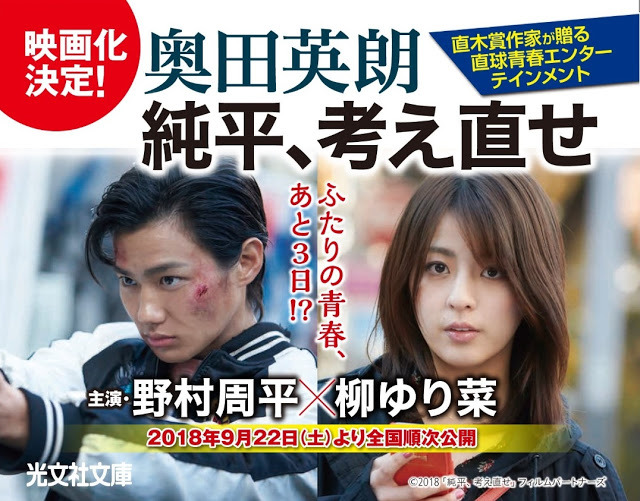 映画化
決定!
奥田英朗
直木賞作家が贈る
直球青春エンター
テインメント
純平、考え直せ
ふたりの青春、
あと3日!?
主演・野村周平×柳ゆり菜
2018年9月22日(土)より全国順次公開
光文社文庫
©2018「純平、考え直せ」フィルムパートナーズ